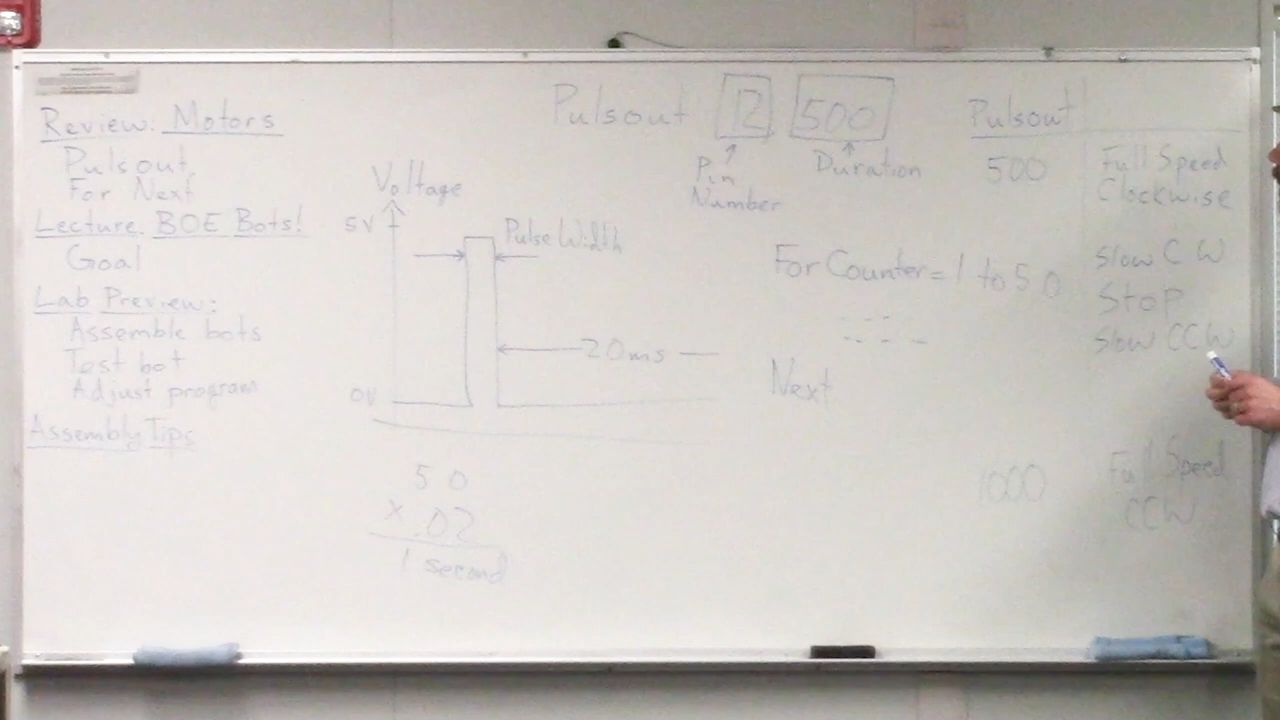 Review: Motors
Pulsout
For Next
Lecture: BOE Bots!
Goal
Lab Preview:
Assemble bots
Test bot
Adjust program
Assembly Tips
Voltage
5V
Pulse Width
20ms
0V
50
x .02
1 second
Pulsout 12 500
Pin
Number
Duration
For Counter = 1 to 50
Next
Pulsout
500 Full Speed
Clockwise
Slow CW
Stop
Slow CCW
1000 Full Speed
CCW